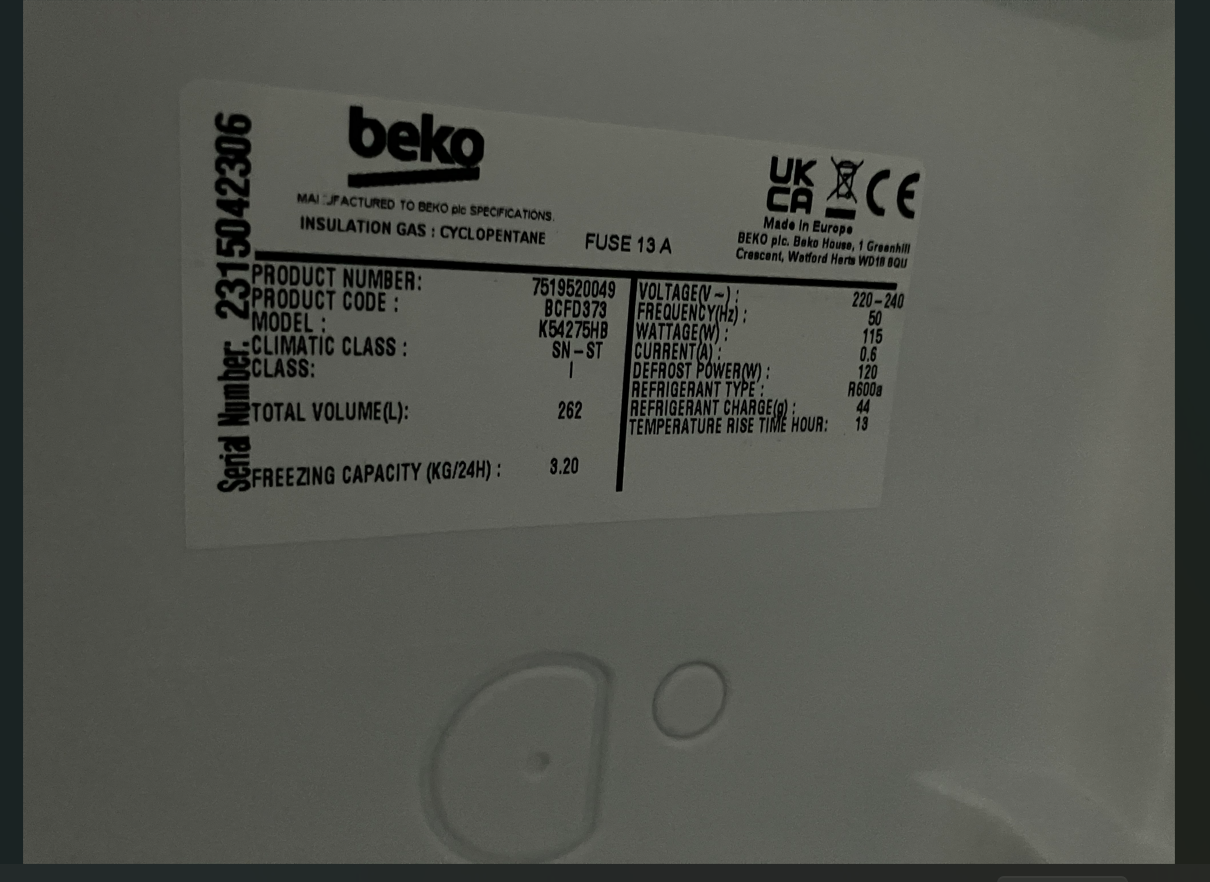 beko
MANUFACTURED TO BEKO plc SPECIFICATIONS.
INSULATION GAS : CYCLOPENTANE
FUSE 13 A
UK
CA
CE
Made in Europe
BEKO plc. Beko House, 1 Greenhill
Crescent, Watford Herts WD18 8QU
Serial Number. 2315042306
PRODUCT NUMBER: 7519520049
PRODUCT CODE : BCFD373
MODEL : K54275HB
CLIMATIC CLASS : SN-ST
CLASS: I
TOTAL VOLUME(L): 262
FREEZING CAPACITY (KG/24H) : 3.20
VOLTAGE(V~) : 220-240
FREQUENCY(Hz) : 50
WATTAGE(W) : 115
CURRENT(A) : 0.6
DEFROST POWER(W) : 120
REFRIGERANT TYPE : R600a
REFRIGERANT CHARGE(g) : 44
TEMPERATURE RISE TIME HOUR: 13